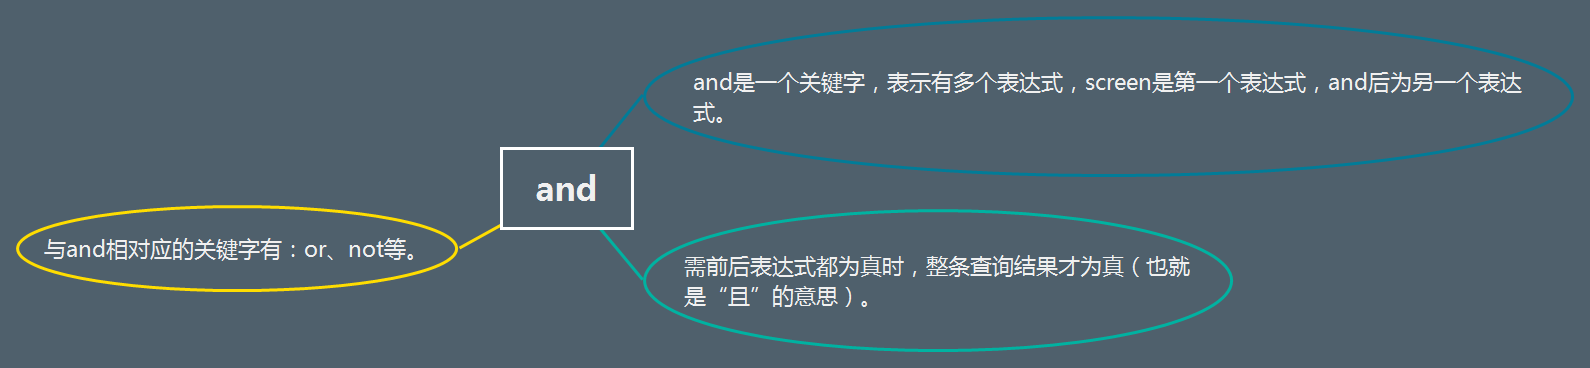 and是一个关键字，表示有多个表达式，screen是第一个表达式，and后为另一个表达
式。
and
与and相对应的关键字有：or、not等。
需前后表达式都为真时，整条查询结果才为真（也就
是“且”的意思）。